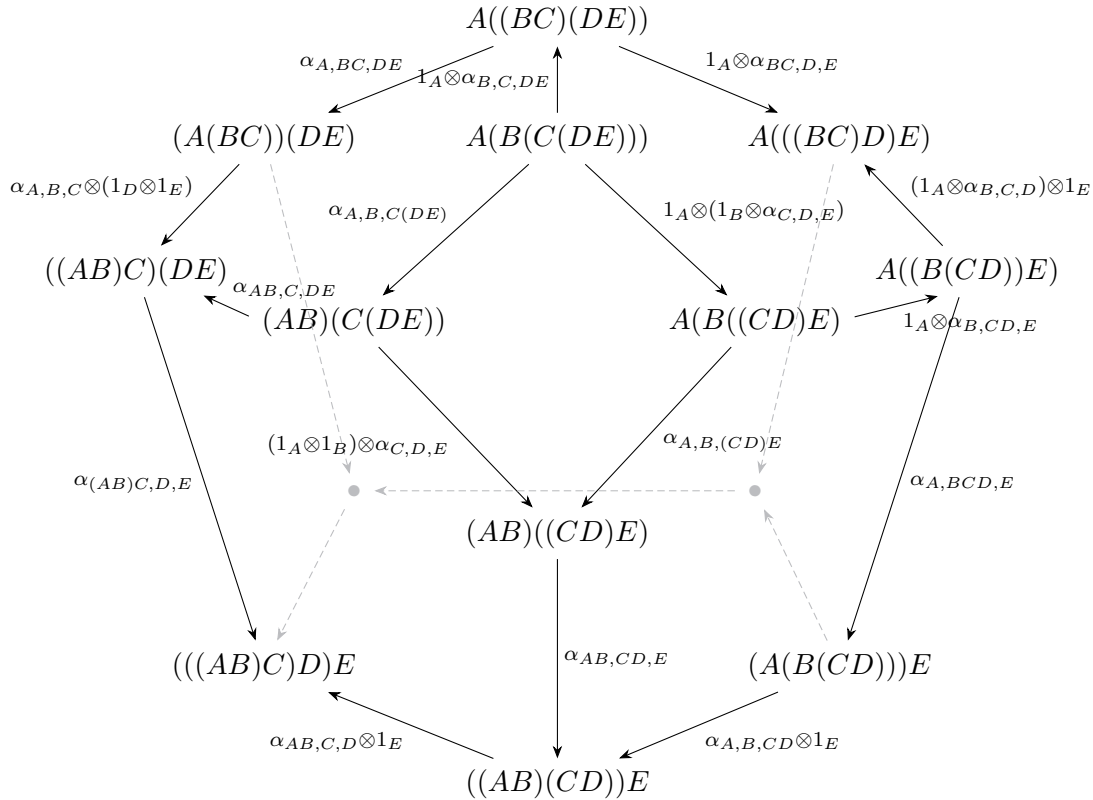 A((BC)(DE))
α_{A,BC,DE} 1_A⊗α_{B,C,DE} 1_A⊗α_{BC,D,E}
(A(BC))(DE) A(B(C(DE))) A(((BC)D)E)
α_{A,B,C}⊗(1_D⊗1_E) α_{A,B,C(DE)} 1_A⊗(1_B⊗α_{C,D,E}) (1_A⊗α_{B,C,D})⊗1_E
((AB)C)(DE) A((B(CD))E)
α_{AB,C,DE}
(AB)(C(DE)) A(B((CD)E) 1_A⊗α_{B,CD,E}
(1_A⊗1_B)⊗α_{C,D,E} α_{A,B,(CD)E}
α_{(AB)C,D,E} α_{A,BCD,E}
(AB)((CD)E)
(((AB)C)D)E α_{AB,CD,E} (A(B(CD)))E
α_{AB,C,D}⊗1_E α_{A,B,CD}⊗1_E
((AB)(CD))E